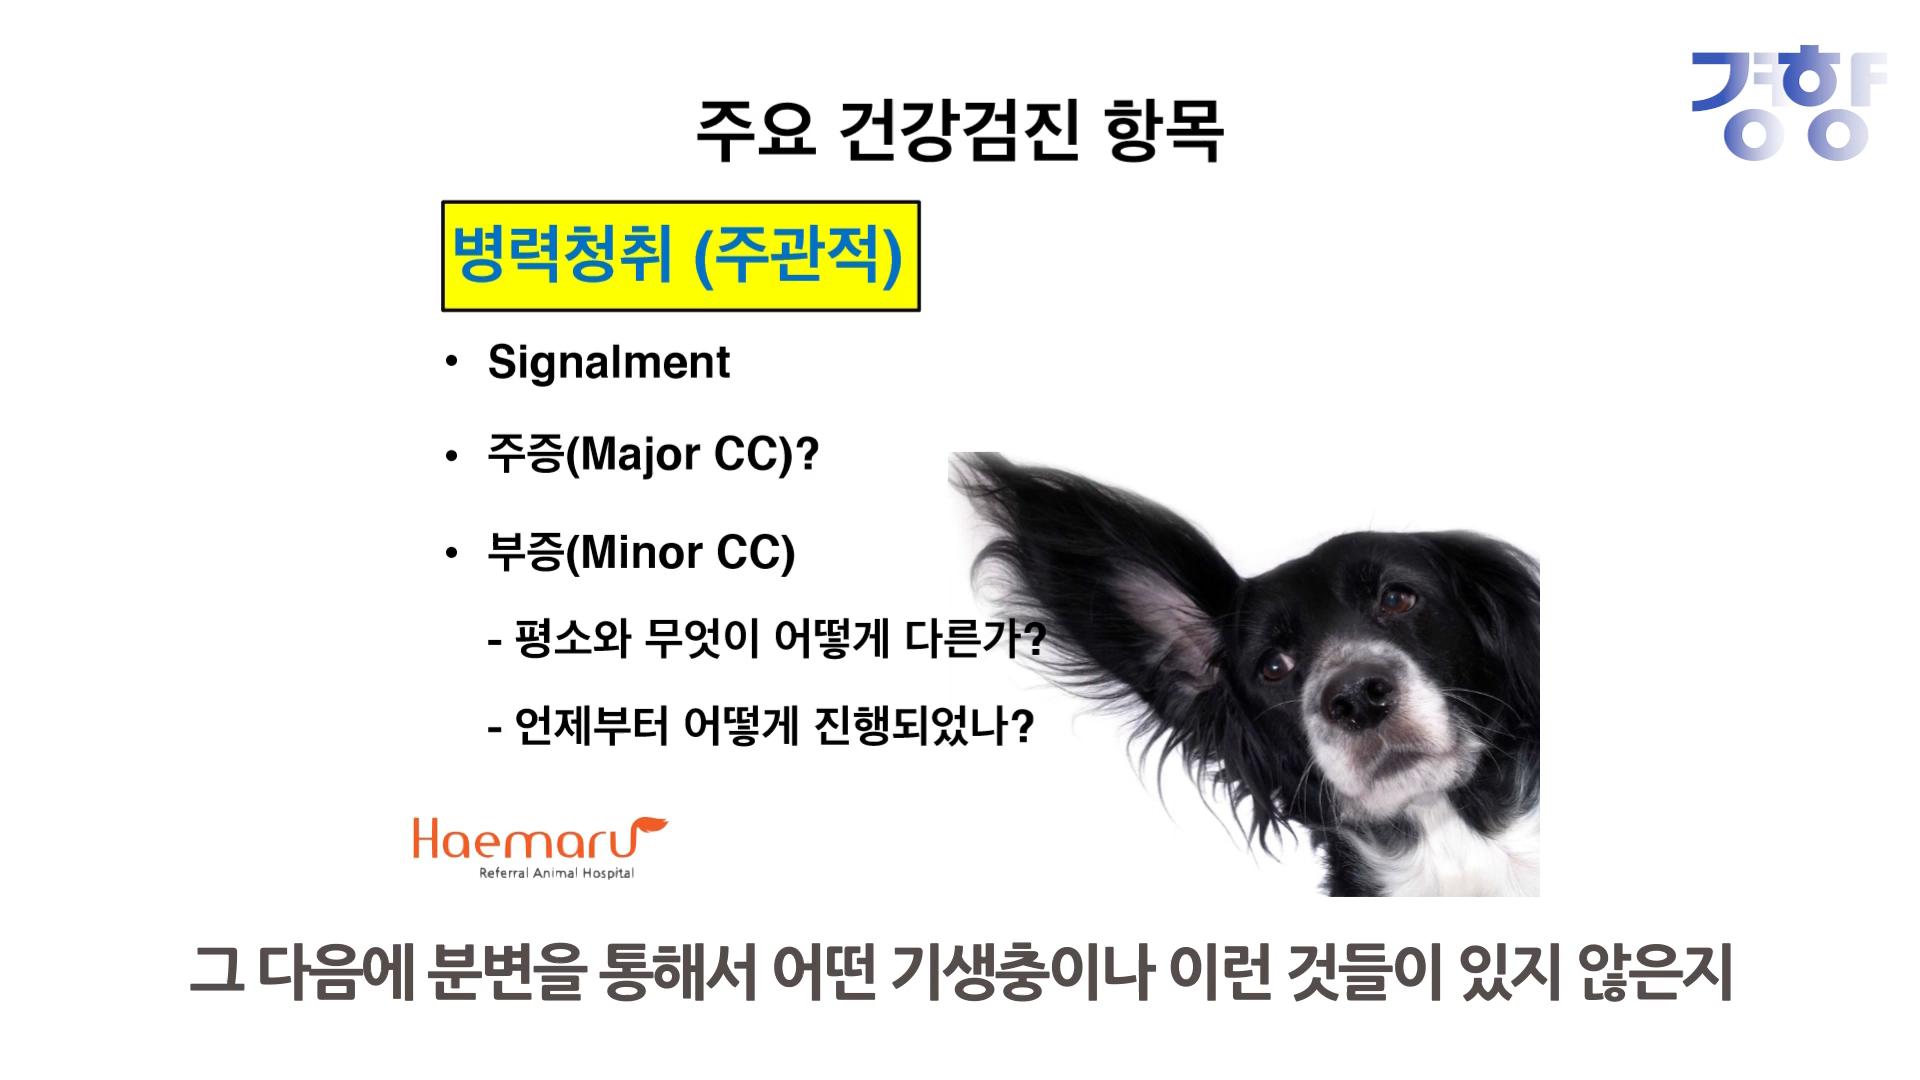 경향
주요 건강검진 항목
병력청취 (주관적)
• Signalment
• 주증(Major CC)?
• 부증(Minor CC)
- 평소와 무엇이 어떻게 다른가?
- 언제부터 어떻게 진행되었나?
Haemaru
Referral Animal Hospital
그 다음에 분변을 통해서 어떤 기생충이나 이런 것들이 있지 않은지